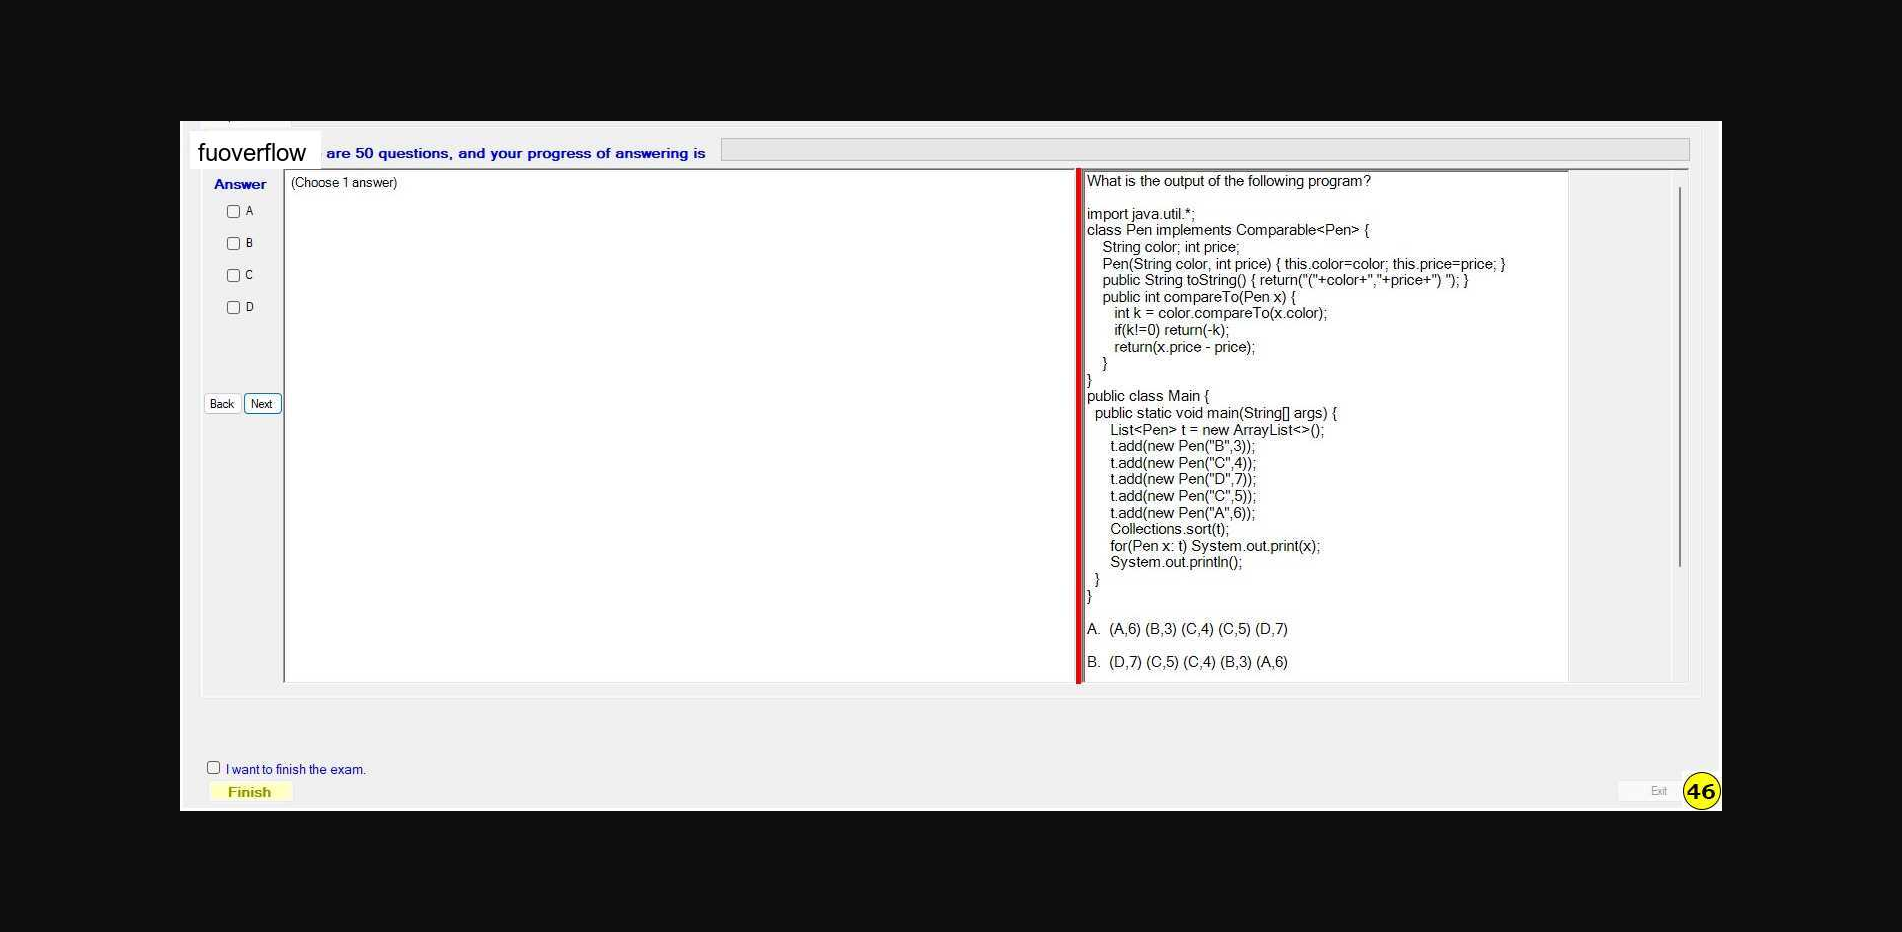 fuoverflow are 50 questions, and your progress of answering is
Answer
A
B
C
D
Back Next
(Choose 1 answer)
What is the output of the following program?
import java.util.*;
class Pen implements Comparable<Pen> {
String color; int price;
Pen(String color, int price) { this.color=color; this.price=price; }
public String toString() { return("("+color+","+price+") "); }
public int compareTo(Pen x) {
int k = color.compareTo(x.color);
if(k!=0) return(-k);
return(x.price - price);
}
}
public class Main {
public static void main(String[] args) {
List<Pen> t = new ArrayList<>();
t.add(new Pen("B",3));
t.add(new Pen("C",4));
t.add(new Pen("D",7));
t.add(new Pen("C",5));
t.add(new Pen("A",6));
Collections.sort(t);
for(Pen x: t) System.out.print(x);
System.out.println();
}
}
A. (A,6) (B,3) (C,4) (C,5) (D,7)
B. (D,7) (C,5) (C,4) (B,3) (A,6)
I want to finish the exam.
Finish
Exit
46